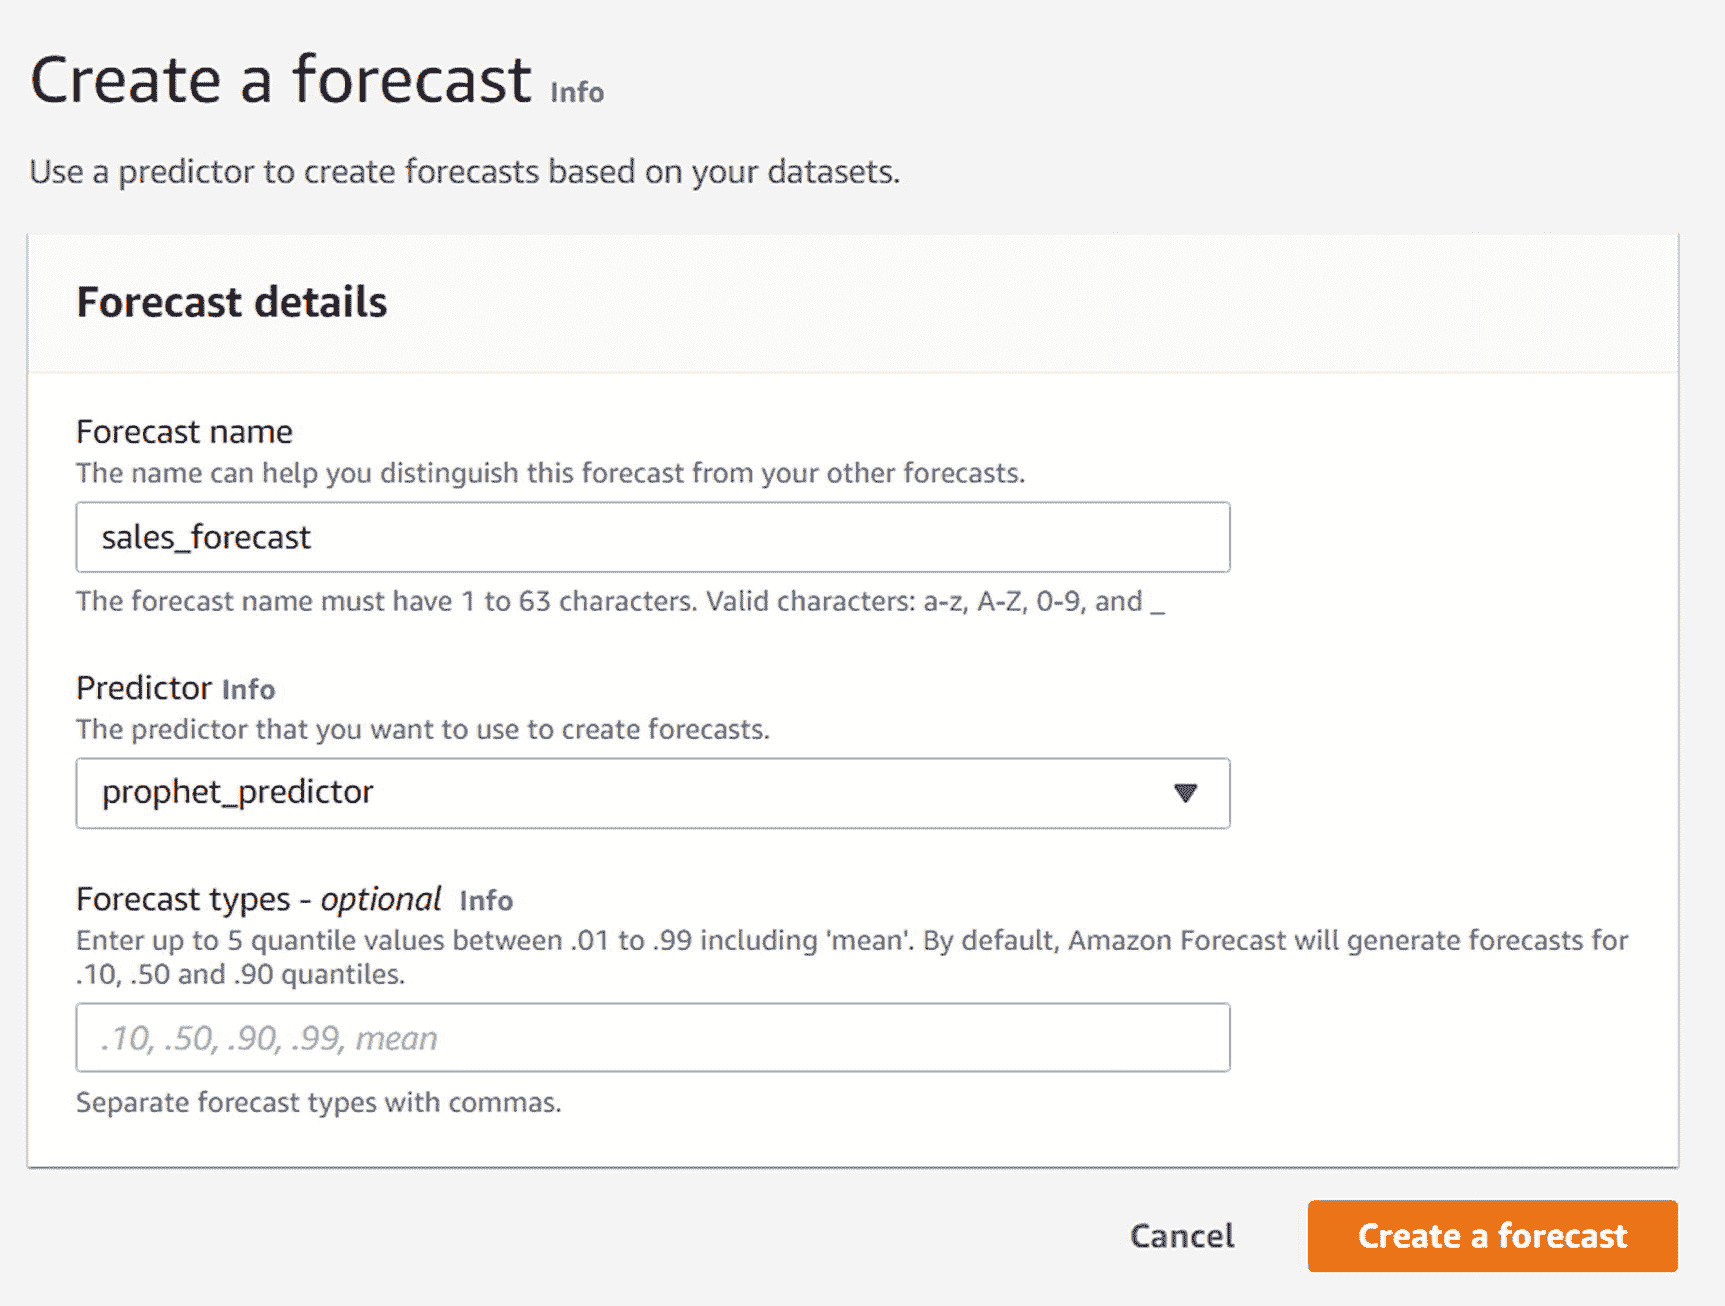 Create a forecast Info
Use a predictor to create forecasts based on your datasets.
Forecast details
Forecast name
The name can help you distinguish this forecast from your other forecasts.
sales_forecast
The forecast name must have 1 to 63 characters. Valid characters: a-z, A-Z, 0-9, and _
Predictor Info
The predictor that you want to use to create forecasts.
prophet_predictor
Forecast types - optional Info
Enter up to 5 quantile values between .01 to .99 including 'mean'. By default, Amazon Forecast will generate forecasts for
.10, .50 and .90 quantiles.
.10, .50, .90, .99, mean
Separate forecast types with commas.
Cancel Create a forecast